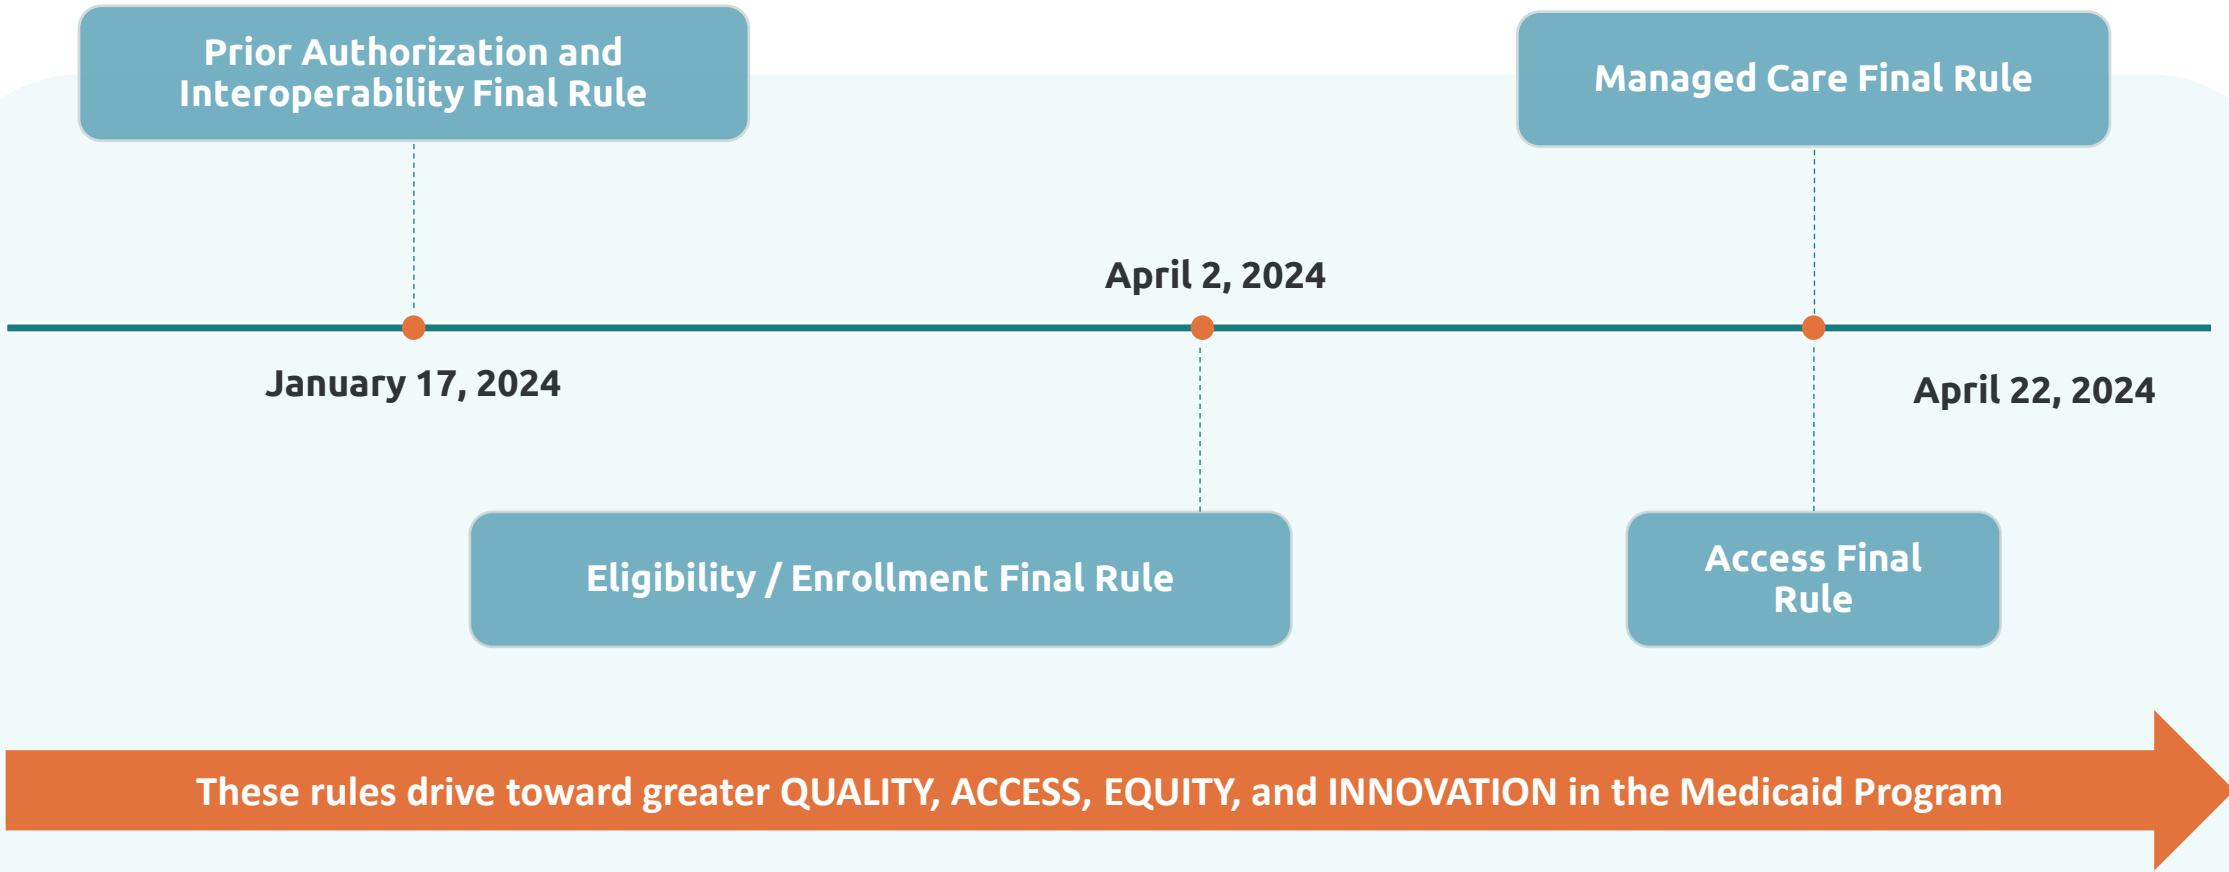 Prior Authorization and
Interoperability Final Rule
Managed Care Final Rule
April 2, 2024
January 17, 2024
April 22, 2024
Eligibility / Enrollment Final Rule
Access Final
Rule
These rules drive toward greater QUALITY, ACCESS, EQUITY, and INNOVATION in the Medicaid Program